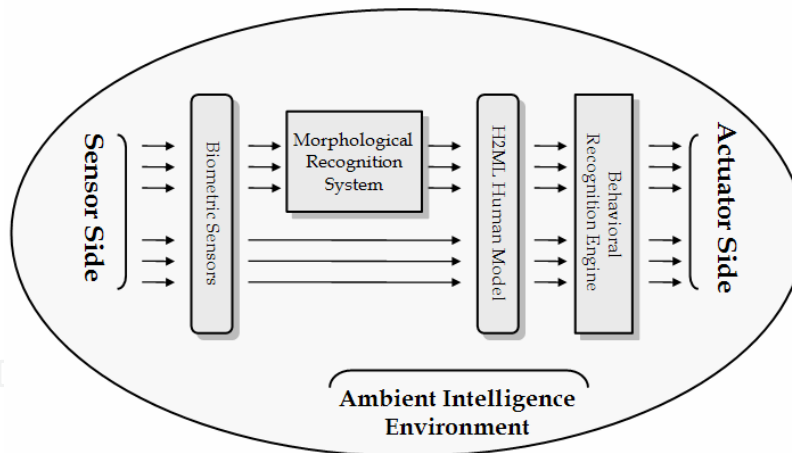 Sensor Side
Biometric Sensors
Morphological
Recognition
System
H2ML Human Model
Behavioral
Recognition Engine
Actuator Side
Ambient Intelligence
Environment